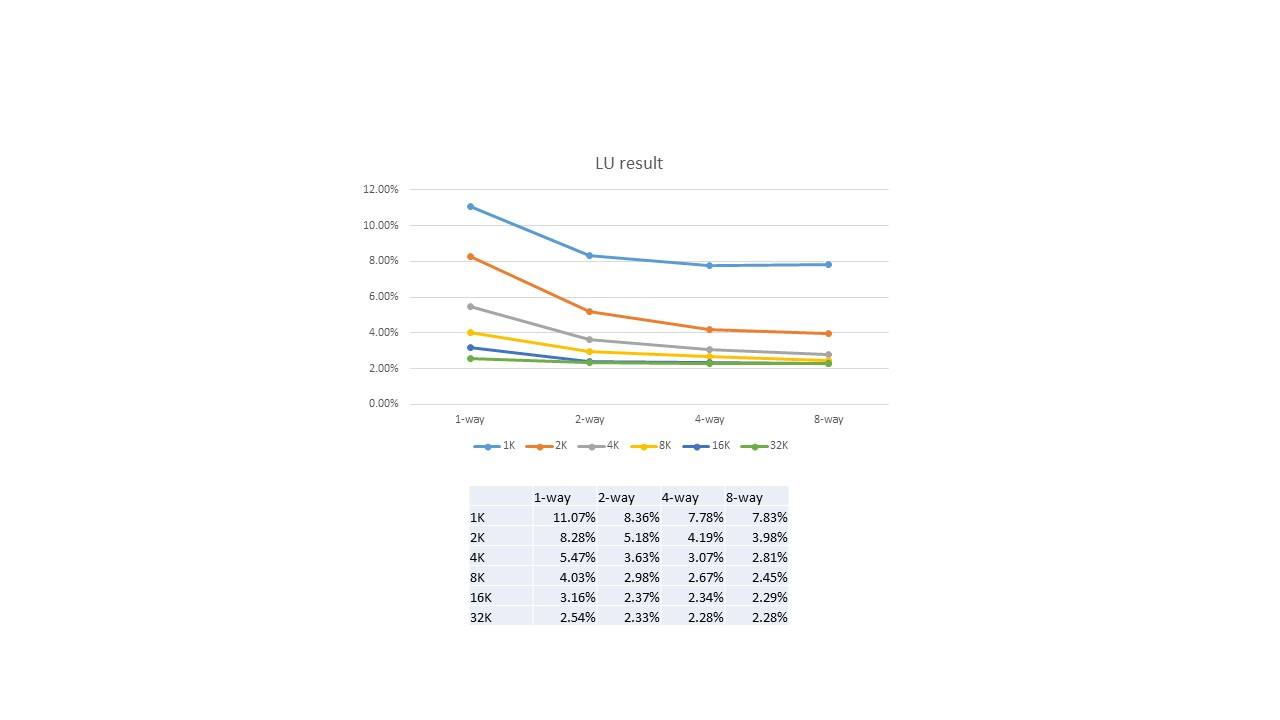 LU result
12.00%
10.00%
8.00%
6.00%
4.00%
2.00%
0.00%
1-way 2-way 4-way 8-way
1K 2K 4K 8K 16K 32K
1-way 2-way 4-way 8-way
1K 11.07% 8.36% 7.78% 7.83%
2K 8.28% 5.18% 4.19% 3.98%
4K 5.47% 3.63% 3.07% 2.81%
8K 4.03% 2.98% 2.67% 2.45%
16K 3.16% 2.37% 2.34% 2.29%
32K 2.54% 2.33% 2.28% 2.28%